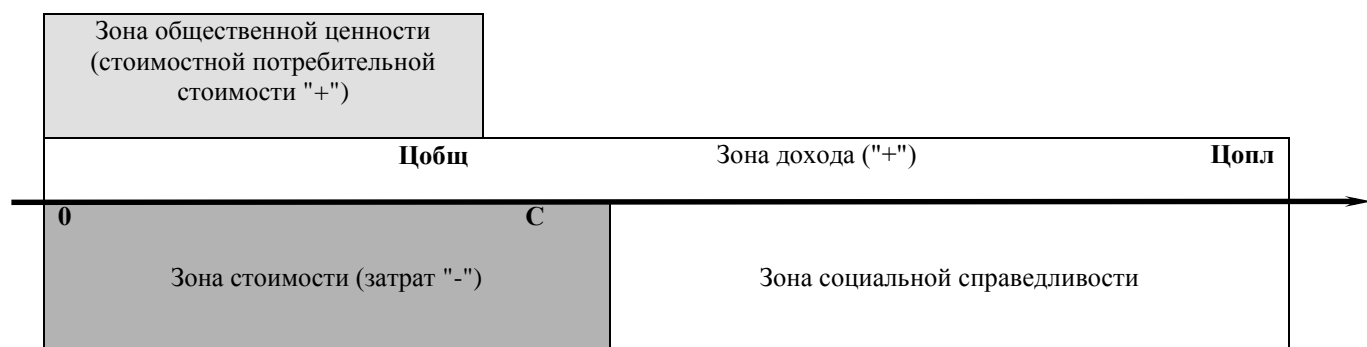 Зона общественной ценности
(стоимостной потребительной
стоимости "+")
Цобщ Зона дохода ("+") Цопл
0 С
Зона стоимости (затрат "-") Зона социальной справедливости